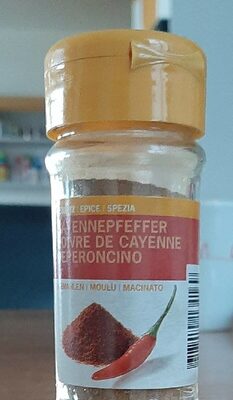 | EPICE | SPEZIA
YENNEPFEFFER
OIVRE DE CAYENNE
EPERONCINO
| MOULU | MACINATO